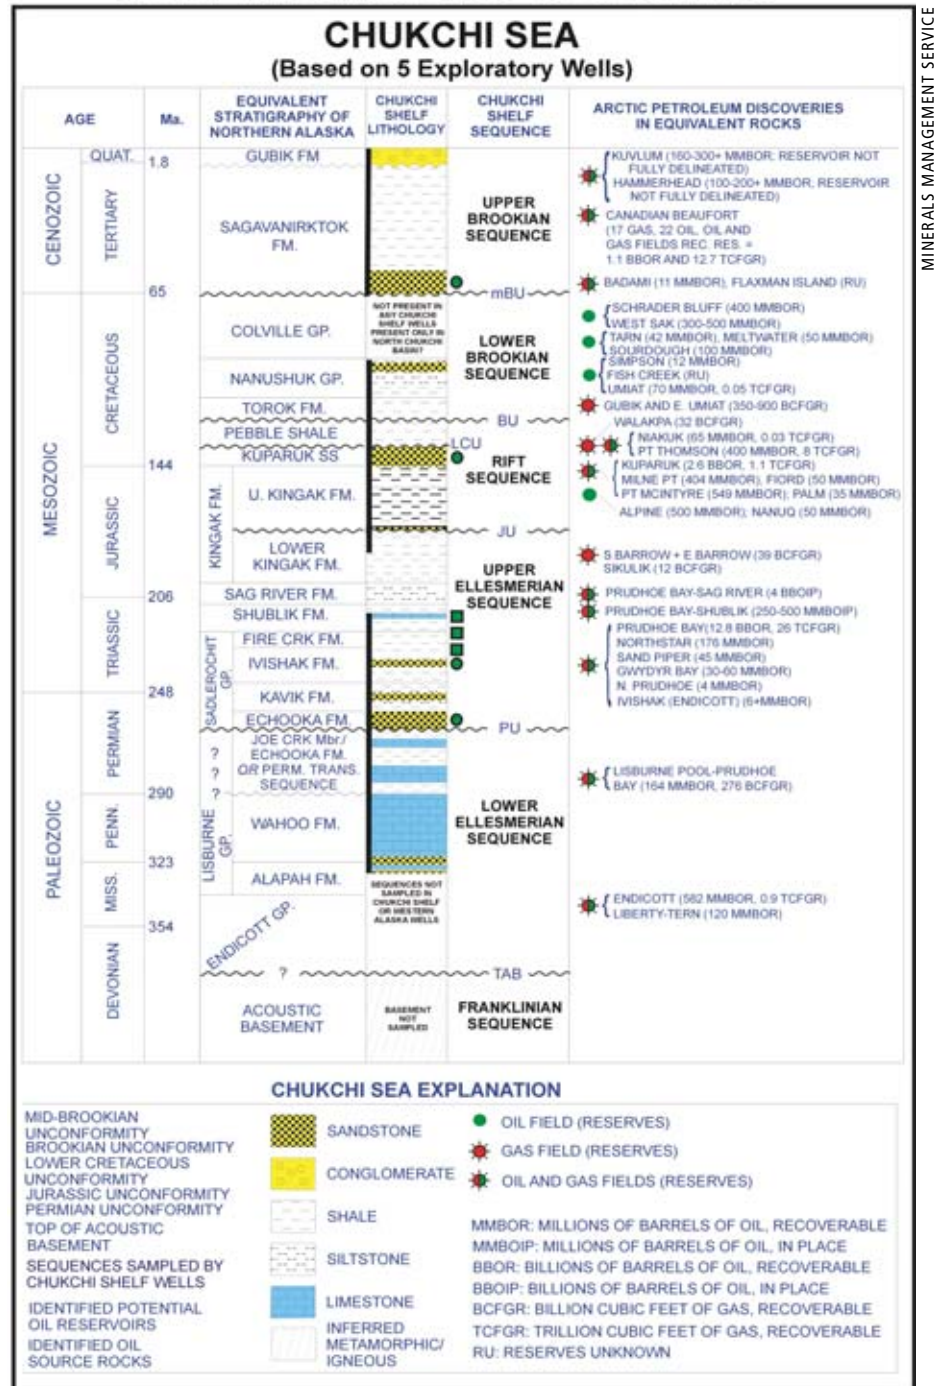 CHUKCHI SEA
(Based on 5 Exploratory Wells)
MINERALS MANAGEMENT SERVICE
AGE
Ma.
EQUIVALENT
STRATIGRAPHY OF
NORTHERN ALASKA
CHUKCHI
SHELF
LITHOLOGY
CHUKCHI
SHELF
SEQUENCE
ARCTIC PETROLEUM DISCOVERIES
IN EQUIVALENT ROCKS
CENOZOIC
MESOZOIC
PALEOZOIC
QUAT.
TERTIARY
CRETACEOUS
JURASSIC
TRIASSIC
PERMIAN
PENN.
MISS.
DEVONIAN
1.8
65
144
206
248
290
323
354
GUBIK FM
SAGAVANIRKTOK
FM.
COLVILLE GP.
NANUSHUK GP.
TOROK FM.
PEBBLE SHALE
KUPARUK SS
KINGAK FM.
U. KINGAK FM.
LOWER
KINGAK FM.
SAG RIVER FM.
SHUBLIK FM.
SADLEROCHIT
GP.
FIRE CRK FM.
IVISHAK FM.
KAVIK FM.
ECHOOKA FM.
?
?
?
JOE CRK Mbr./
ECHOOKA FM.
OR PERM. TRANS.
SEQUENCE
LISBURNE
GP.
WAHOO FM.
ALAPAH FM.
ENDICOTT GP.
?
ACOUSTIC
BASEMENT
NOT PRESENT IN
ANY CHUKCHI
SHELF WELLS
PRESENT ONLY IN
NORTH CHUKCHI
BASIN?
SEQUENCES NOT
SAMPLED IN
CHUKCHI SHELF
OR WESTERN
ALASKA WELLS
BASEMENT
NOT
SAMPLED
UPPER
BROOKIAN
SEQUENCE
mBU
LOWER
BROOKIAN
SEQUENCE
BU
LCU
RIFT
SEQUENCE
JU
UPPER
ELLESMERIAN
SEQUENCE
PU
LOWER
ELLESMERIAN
SEQUENCE
TAB
FRANKLINIAN
SEQUENCE
KUVLUM (160-300+ MMBOR: RESERVOIR NOT
FULLY DELINEATED)
HAMMERHEAD (100-200+ MMBOR, RESERVOIR
NOT FULLY DELINEATED)
CANADIAN BEAUFORT
(17 GAS, 22 OIL, OIL AND
GAS FIELDS REC. RES. =
1.1 BBOR AND 12.7 TCFGR)
BADAMI (11 MMBOR), FLAXMAN ISLAND (RU)
SCHRADER BLUFF (400 MMBOR)
WEST SAK (300-500 MMBOR)
TARN (42 MMBOR), MELTWATER (50 MMBOR)
SOURDOUGH (100 MMBOR)
SIMPSON (12 MMBOR)
FISH CREEK (RU)
UMIAT (70 MMBOR, 0.05 TCFGR)
GUBIK AND E. UMIAT (350-900 BCFGR)
WALAKPA (32 BCFGR)
NIAKUK (65 MMBOR, 0.03 TCFGR)
PT THOMSON (400 MMBOR, 8 TCFGR)
KUPARUK (2.6 BBOR, 1.1 TCFGR)
MILNE PT (404 MMBOR), FIORD (50 MMBOR)
PT MCINTYRE (549 MMBOR); PALM (35 MMBOR)
ALPINE (500 MMBOR); NANUQ (50 MMBOR)
S BARROW + E BARROW (39 BCFGR)
SIKULIK (12 BCFGR)
PRUDHOE BAY-SAG RIVER (4 BBOIP)
PRUDHOE BAY-SHUBLIK (250-500 MMBOIP)
PRUDHOE BAY(12.8 BBOR, 26 TCFGR)
NORTHSTAR (176 MMBOR)
SAND PIPER (45 MMBOR)
GWYDYR BAY (30-60 MMBOR)
N. PRUDHOE (4 MMBOR)
IVISHAK (ENDICOTT) (6+MMBOR)
LISBURNE POOL-PRUDHOE
BAY (164 MMBOR, 276 BCFGR)
ENDICOTT (582 MMBOR, 0.9 TCFGR)
LIBERTY-TERN (120 MMBOR)
CHUKCHI SEA EXPLANATION
MID-BROOKIAN
UNCONFORMITY
BROOKIAN UNCONFORMITY
LOWER CRETACEOUS
UNCONFORMITY
JURASSIC UNCONFORMITY
PERMIAN UNCONFORMITY
TOP OF ACOUSTIC
BASEMENT
SEQUENCES SAMPLED BY
CHUKCHI SHELF WELLS
IDENTIFIED POTENTIAL
OIL RESERVOIRS
IDENTIFIED OIL
SOURCE ROCKS
SANDSTONE
CONGLOMERATE
SHALE
SILTSTONE
LIMESTONE
INFERRED
METAMORPHIC/
IGNEOUS
OIL FIELD (RESERVES)
GAS FIELD (RESERVES)
OIL AND GAS FIELDS (RESERVES)
MMBOR: MILLIONS OF BARRELS OF OIL, RECOVERABLE
MMBOIP: MILLIONS OF BARRELS OF OIL, IN PLACE
BBOR: BILLIONS OF BARRELS OF OIL, RECOVERABLE
BBOIP: BILLIONS OF BARRELS OF OIL, IN PLACE
BCFGR: BILLION CUBIC FEET OF GAS, RECOVERABLE
TCFGR: TRILLION CUBIC FEET OF GAS, RECOVERABLE
RU: RESERVES UNKNOWN